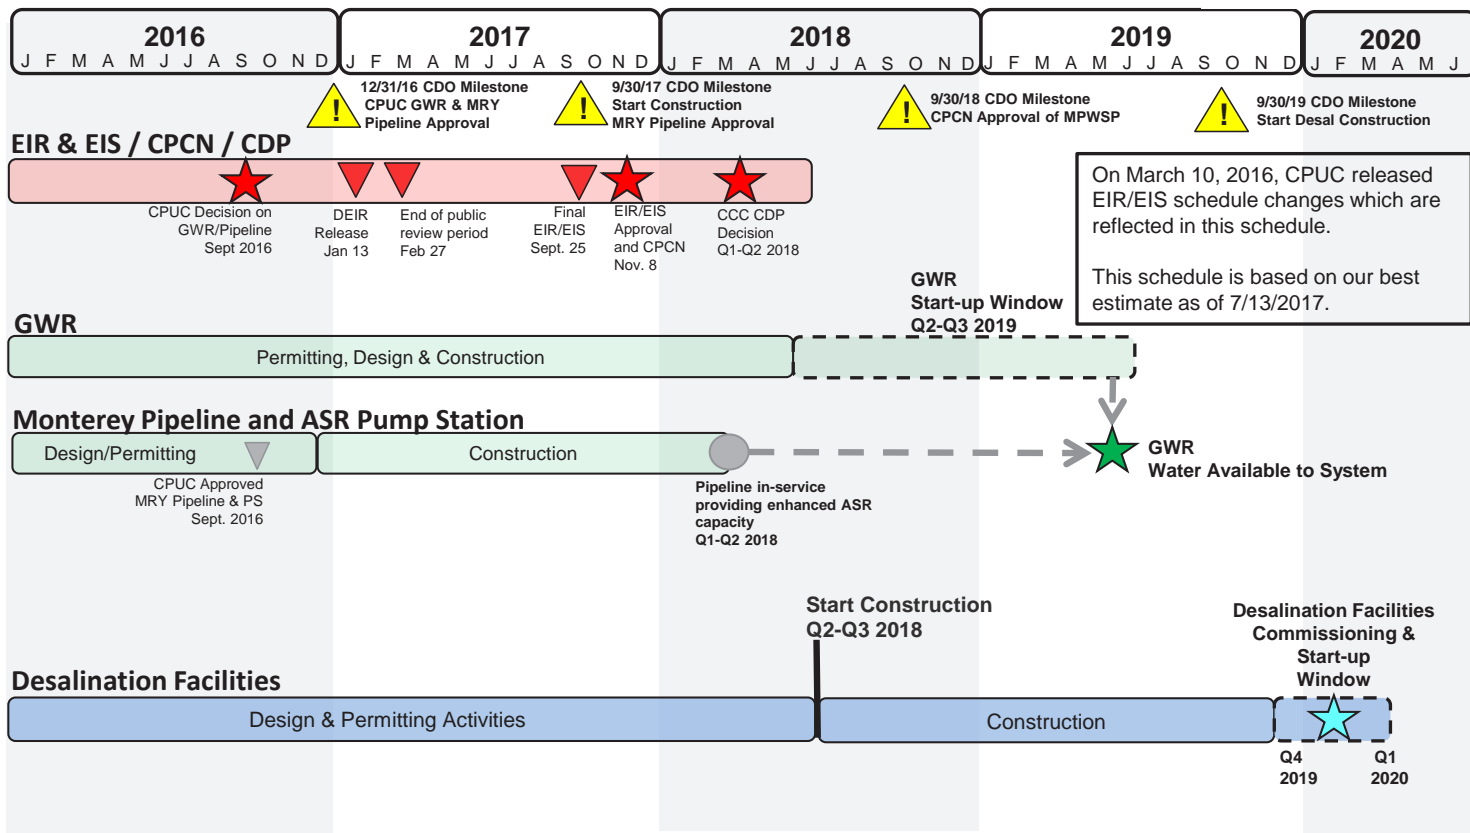 2016 2017 2018 2019 2020
J F M A M J J A S O N D J F M A M J J A S O N D J F M A M J J A S O N D J F M A M J J A S O N D J F M A M J
! 12/31/16 CDO Milestone
CPUC GWR & MRY
Pipeline Approval
! 9/30/17 CDO Milestone
Start Construction
MRY Pipeline Approval
! 9/30/18 CDO Milestone
CPCN Approval of MPWSP
! 9/30/19 CDO Milestone
Start Desal Construction
EIR & EIS / CPCN / CDP
CPUC Decision on
GWR/Pipeline
Sept 2016
DEIR
Release
Jan 13
End of public
review period
Feb 27
Final
EIR/EIS
Sept. 25
EIR/EIS
Approval
and CPCN
Nov. 8
CCC CDP
Decision
Q1-Q2 2018
On March 10, 2016, CPUC released
EIR/EIS schedule changes which are
reflected in this schedule.
This schedule is based on our best
estimate as of 7/13/2017.
GWR
Start-up Window
Q2-Q3 2019
GWR
Permitting, Design & Construction
Monterey Pipeline and ASR Pump Station
Design/Permitting
Construction
CPUC Approved
MRY Pipeline & PS
Sept. 2016
Pipeline in-service
providing enhanced ASR
capacity
Q1-Q2 2018
GWR
Water Available to System
Start Construction
Q2-Q3 2018
Desalination Facilities
Commissioning &
Start-up
Window
Desalination Facilities
Design & Permitting Activities
Construction
Q4
2019
Q1
2020